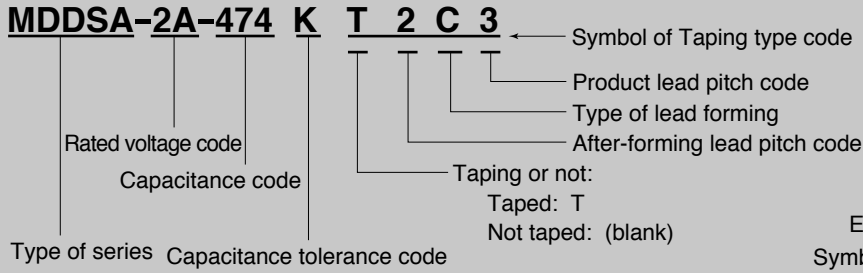 MDDSA-2A-474 K T 2 C 3
Symbol of Taping type code
Product lead pitch code
Type of lead forming
After-forming lead pitch code
Rated voltage code
Capacitance code
Taping or not:
Taped: T
Not taped: (blank)
Type of series
Capacitance tolerance code